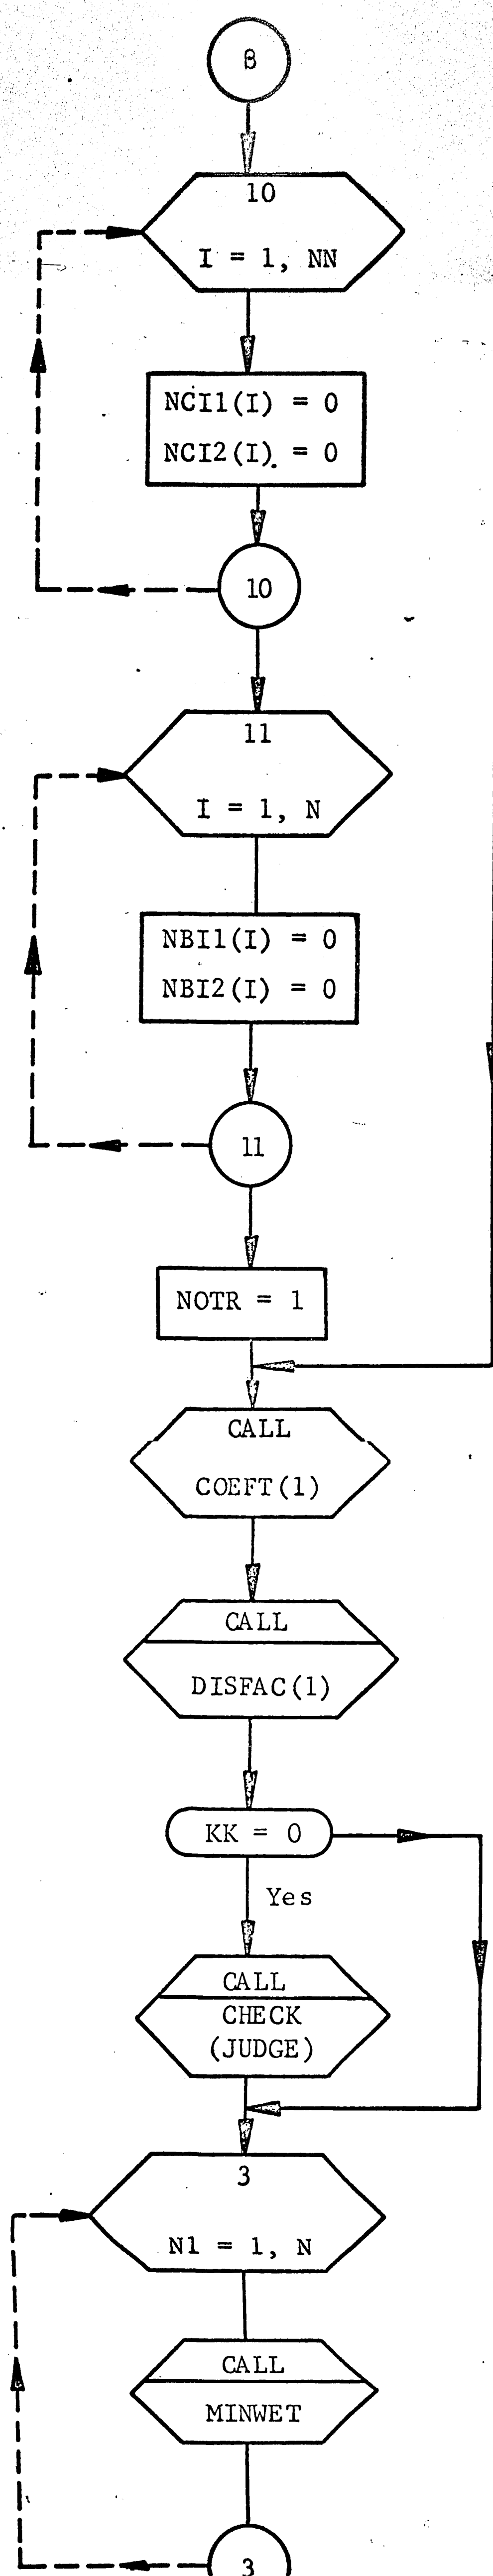 8
10
I = 1, NN
NCI1(I) = 0
NCI2(I) = 0
10
11
I = 1, N
NBI1(I) = 0
NBI2(I) = 0
11
NOTR = 1
CALL
COEFT(1)
CALL
DISFAC(1)
KK = 0
Yes
CALL
CHECK
(JUDGE)
3
N1 = 1, N
CALL
MINWET
3